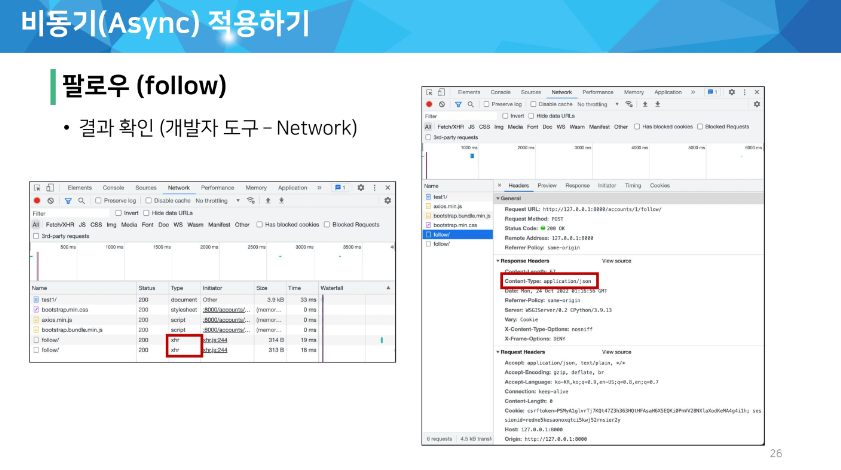 비동기(Async) 적용하기
팔로우 (follow)
• 결과 확인 (개발자 도구 – Network)
Elements Console Sources Network Performance Memory Application » 1
Preserve log Disable cache No throttling
Filter Invert Hide data URLs
All Fetch/XHR JS CSS Img Media Font Doc WS Wasm Manifest Other Has blocked cookies Blocked Requests
3rd-party requests
500 ms 1000 ms 1500 ms 2000 ms 2500 ms 3000 ms 3500 ms
Name Status Type Initiator Size Time Waterfall
test1/ 200 document Other 3.9 kB 33 ms
bootstrap.min.css 200 stylesheet :8000/accounts/... (memor... 0 ms
axios.min.js 200 script :8000/accounts/... (memor... 0 ms
bootstrap.bundle.min.js 200 script :8000/accounts/... (memor... 0 ms
follow/ 200 xhr xhr.js:244 314 B 19 ms
follow/ 200 xhr xhr.js:244 313 B 18 ms
Elements Console Sources Network Performance Memory Application » 1
Preserve log Disable cache No throttling
Filter Invert Hide data URLs
All Fetch/XHR JS CSS Img Media Font Doc WS Wasm Manifest Other Has blocked cookies Blocked Requests
3rd-party requests
1000 ms 2000 ms 3000 ms 4000 ms 5000 ms 6000 ms
Name
test1/
axios.min.js
bootstrap.bundle.min.js
bootstrap.min.css
follow/
follow/
6 requests 4.5 kB transf
× Headers Preview Response Initiator Timing Cookies
General
Request URL: http://127.0.0.1:8000/accounts/1/follow/
Request Method: POST
Status Code: 200 OK
Remote Address: 127.0.0.1:8000
Referrer Policy: same-origin
Response Headers View source
Content-Length:
Content-Type: application/json
Date: Mon, 24 Oct 2022 01:16:56 GMT
Referrer-Policy: same-origin
Server: WSGIServer/0.2 CPython/3.9.13
Vary: Cookie
X-Content-Type-Options: nosniff
X-Frame-Options: DENY
Request Headers View source
Accept: application/json, text/plain, */*
Accept-Encoding: gzip, deflate, br
Accept-Language: ko-KR,ko;q=0.9,en-US;q=0.8,en;q=0.7
Connection: keep-alive
Content-Length: 0
Cookie: csrftoken=
Host: 127.0.0.1:8000
Origin: http://127.0.0.1:8000
26